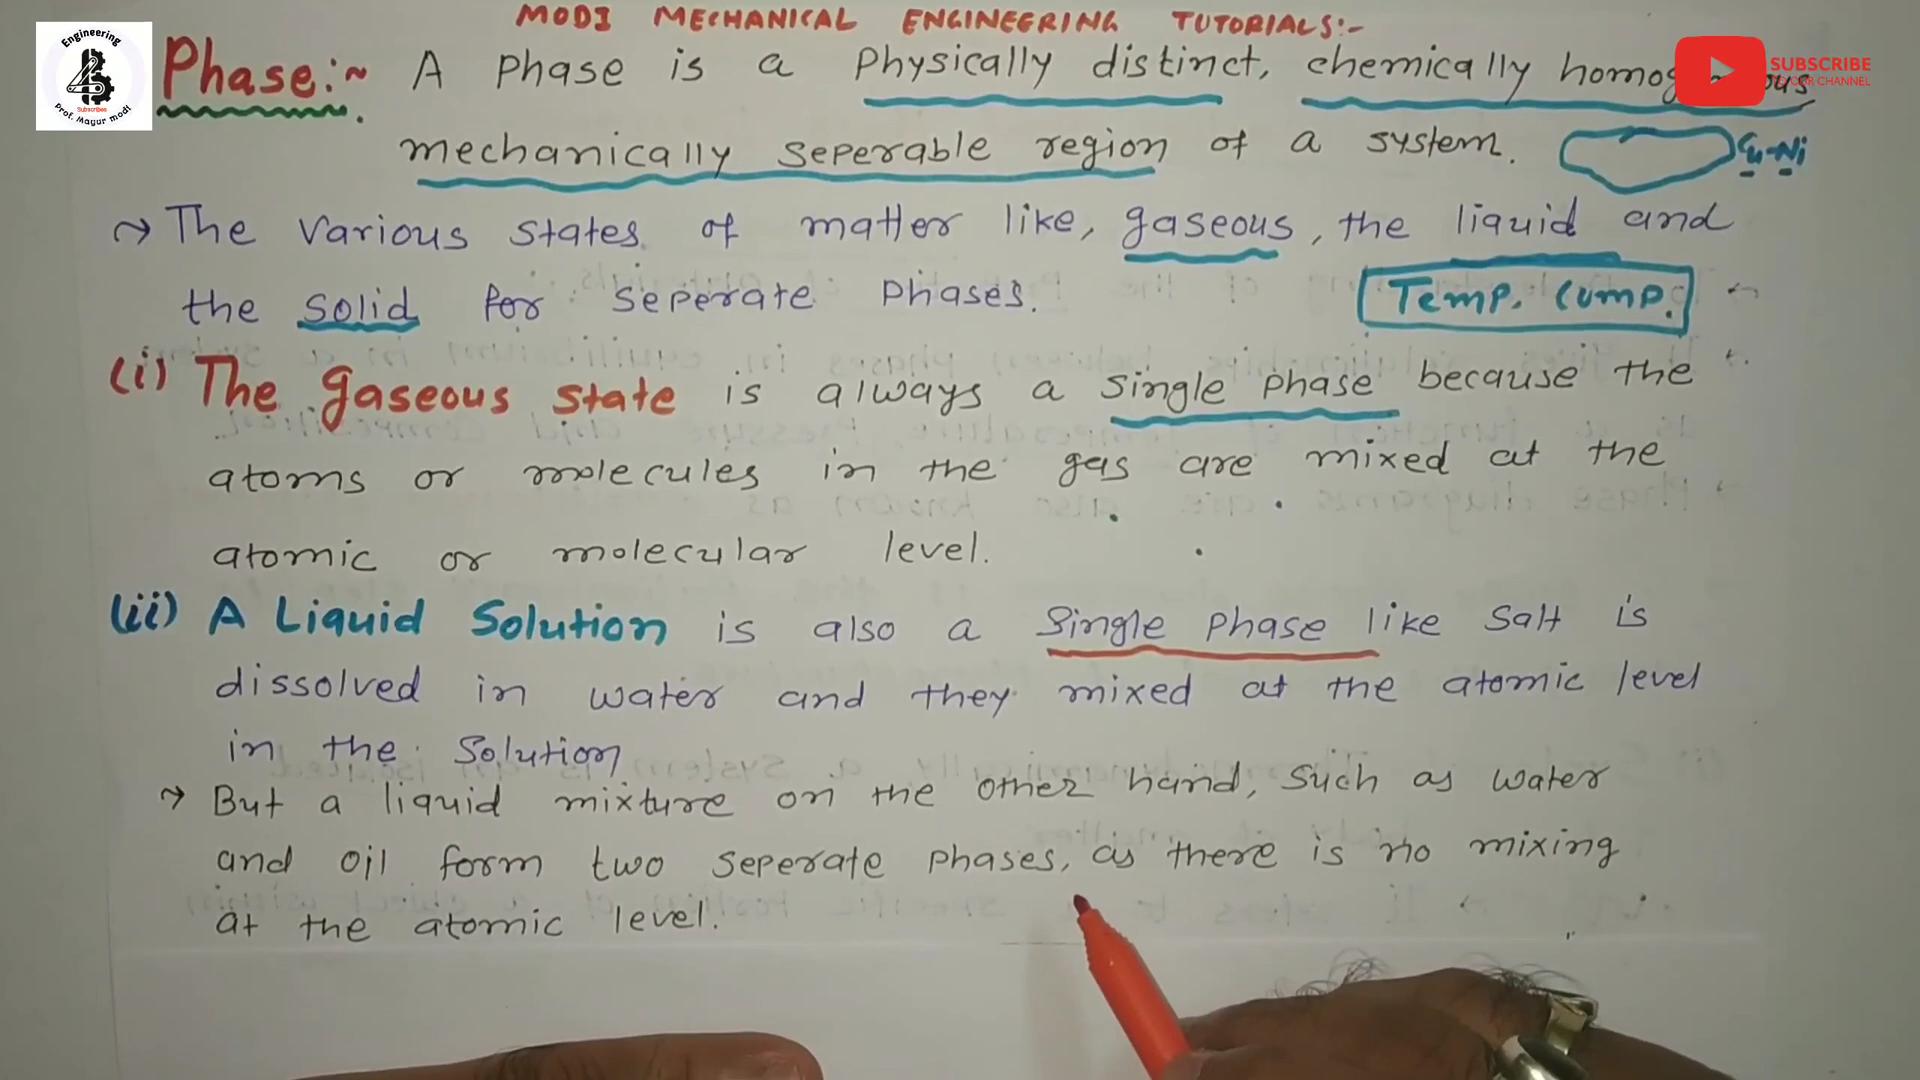 MODI MECHANICAL ENGINEERING TUTORIALS:-
Engineering
Subscribes
Prof. Mayur modi
SUBSCRIBE
TO OUR CHANNEL
Phase:~ A Phase is a Physically distinct, chemically
mechanically seperable region of a system. Cu-Ni
~> The various states of matter like, gaseous, the liquid and
the solid for seperate Phases. Temp. Comp.
(i) The gaseous state is always a single phase because the
atoms or molecules in the gas are mixed at the
atomic or molecular level.
(ii) A Liquid Solution is also a Single Phase like Salt is
dissolved in water and they mixed at the atomic level
in the Solution
~> But a liquid mixture on the other hand, Such as water
and oil form two seperate phases, as there is no mixing
at the atomic level.